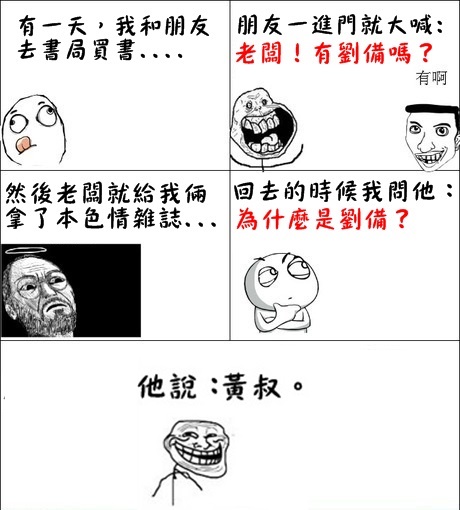 有一天，我和朋友
去書局買書....
朋友一進門就大喊:
老闆！有劉備嗎？
有啊
然後老闆就給我倆
拿了本色情雜誌...
回去的時候我問他：
為什麼是劉備？
他說：黃叔。